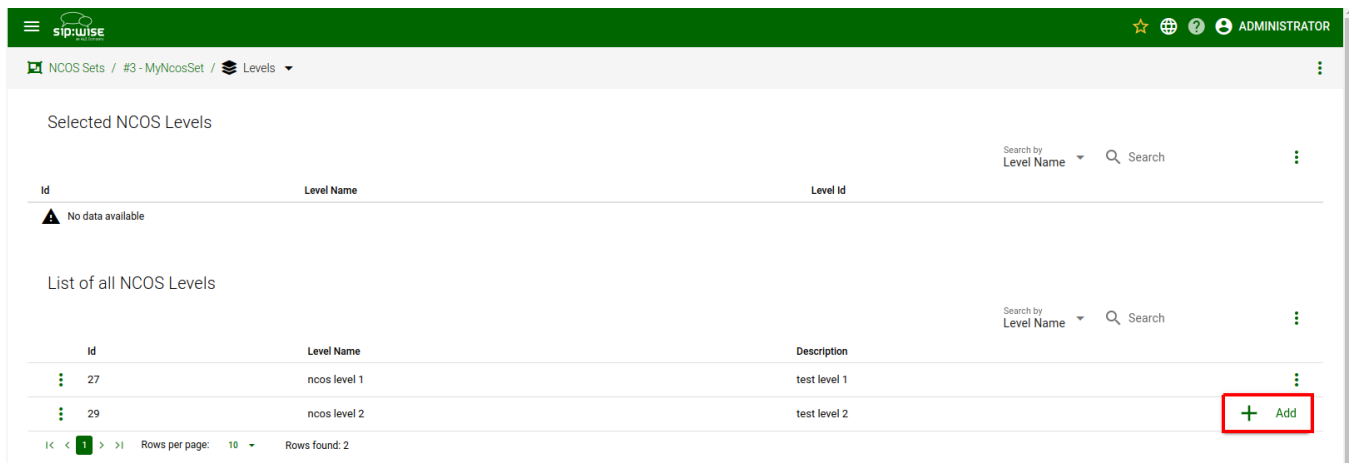 sip:wise
ADMINISTRATOR
NCOS Sets / #3 - MyNcosSet / Levels
Selected NCOS Levels
Search by
Level Name
Search
Id Level Name Level Id
No data available
List of all NCOS Levels
Search by
Level Name
Search
Id Level Name Description
27 ncos level 1 test level 1
29 ncos level 2 test level 2 + Add
|< < 1 > >| Rows per page: 10 Rows found: 2